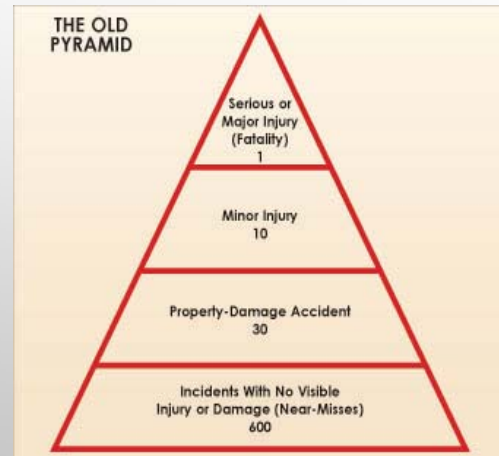 THE OLD
PYRAMID
Serious or
Major Injury
(Fatality)
1
Minor Injury
10
Property-Damage Accident
30
Incidents With No Visible
Injury or Damage (Near-Misses)
600